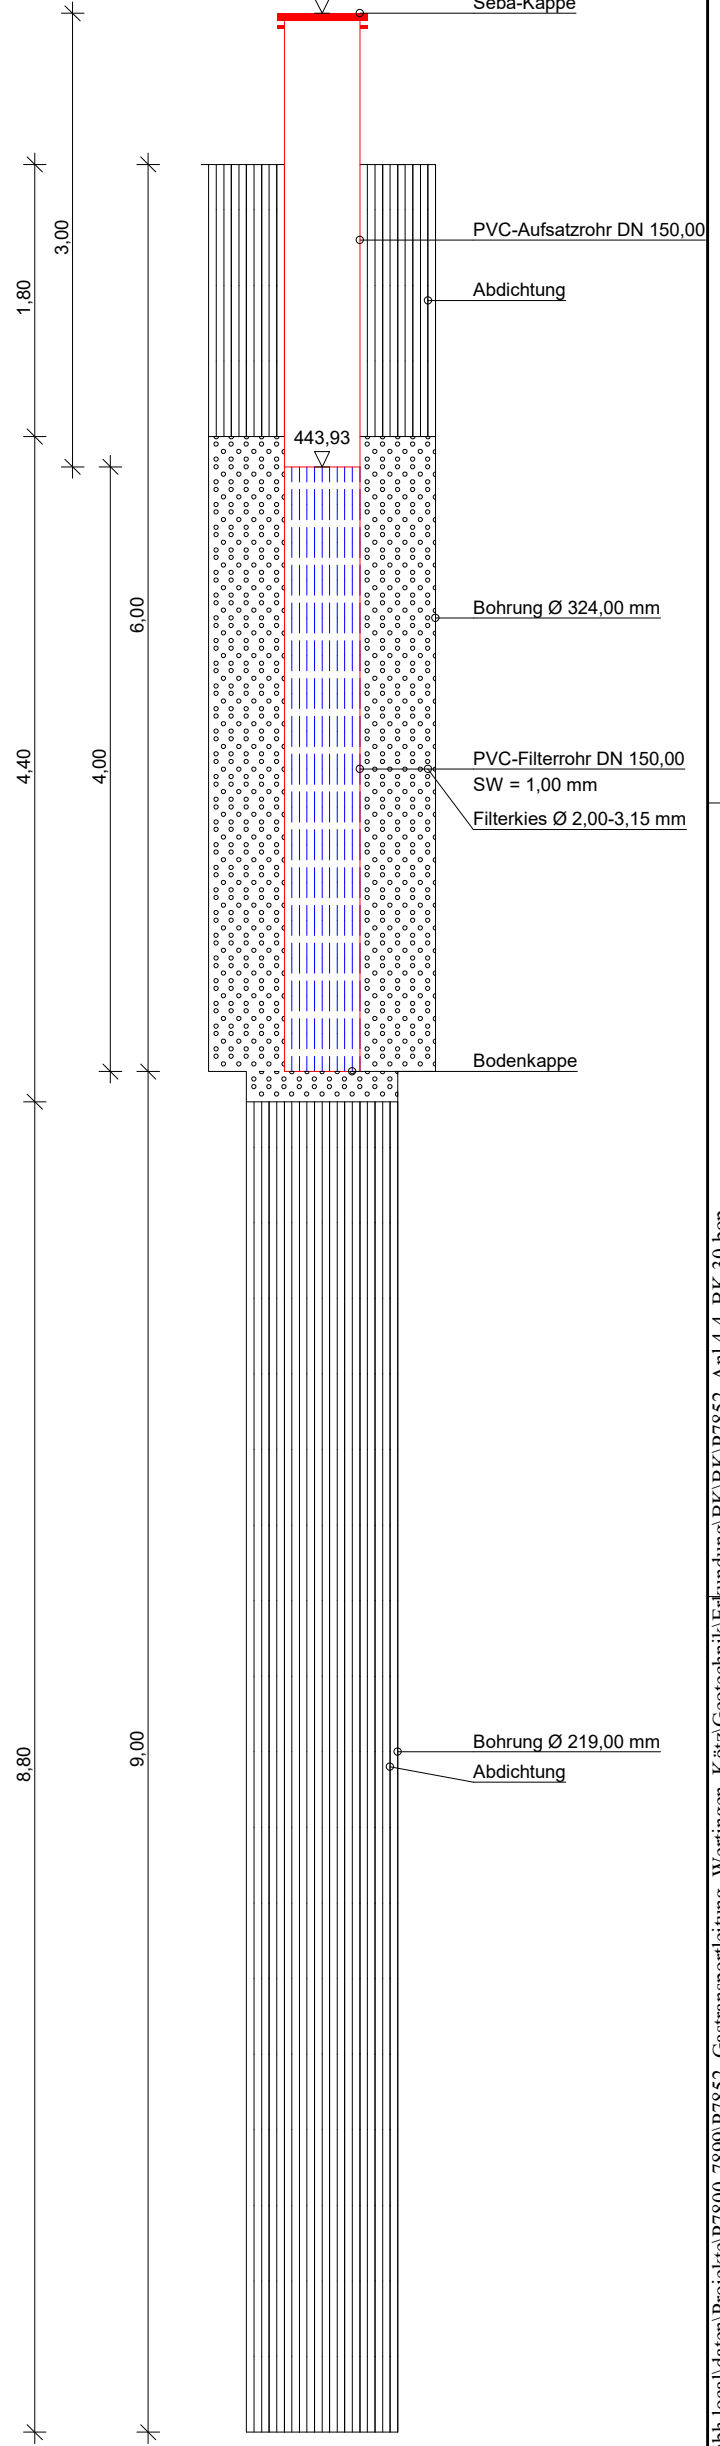 Seba-Kappe
3,00
PVC-Aufsatzrohr DN 150,00
1,80
Abdichtung
443,93
6,00
Bohrung Ø 324,00 mm
4,40
4,00
PVC-Filterrohr DN 150,00
SW = 1,00 mm
Filterkies Ø 2,00-3,15 mm
Bodenkappe
8,80
9,00
Bohrung Ø 219,00 mm
Abdichtung